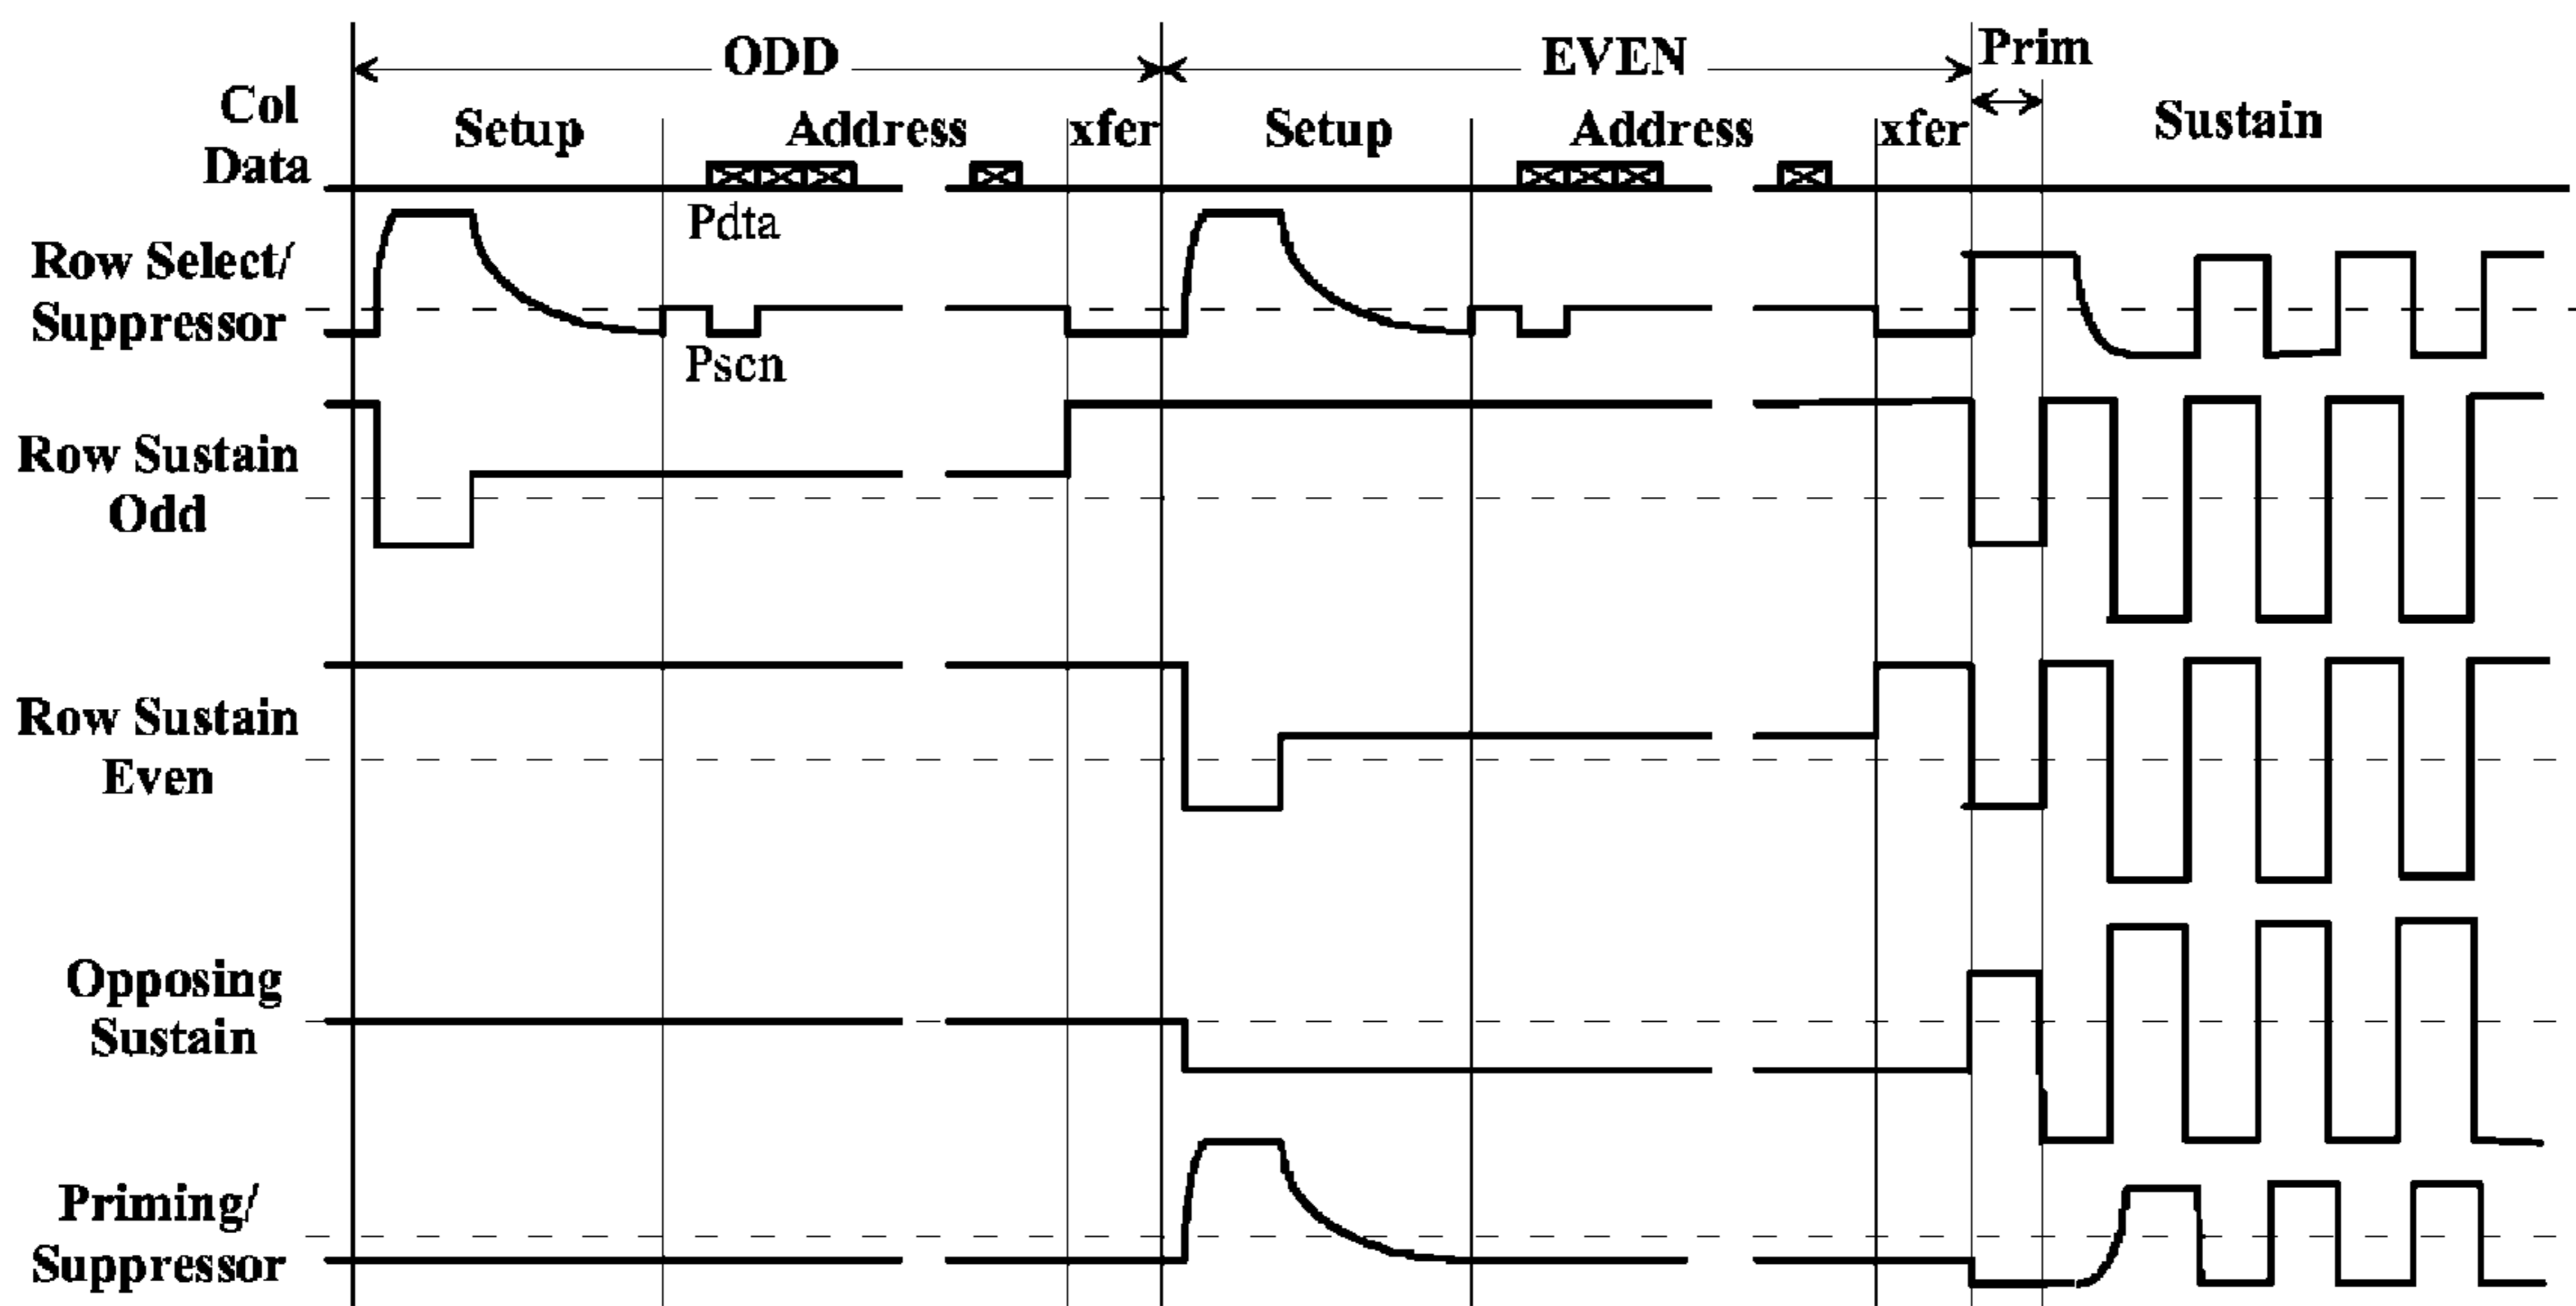 ODD
EVEN
Prim
Col
Data
Setup
Address
xfer
Setup
Address
xfer
Sustain
Pdta
Row Select/
Suppressor
Pscn
Row Sustain
Odd
Row Sustain
Even
Opposing
Sustain
Priming/
Suppressor